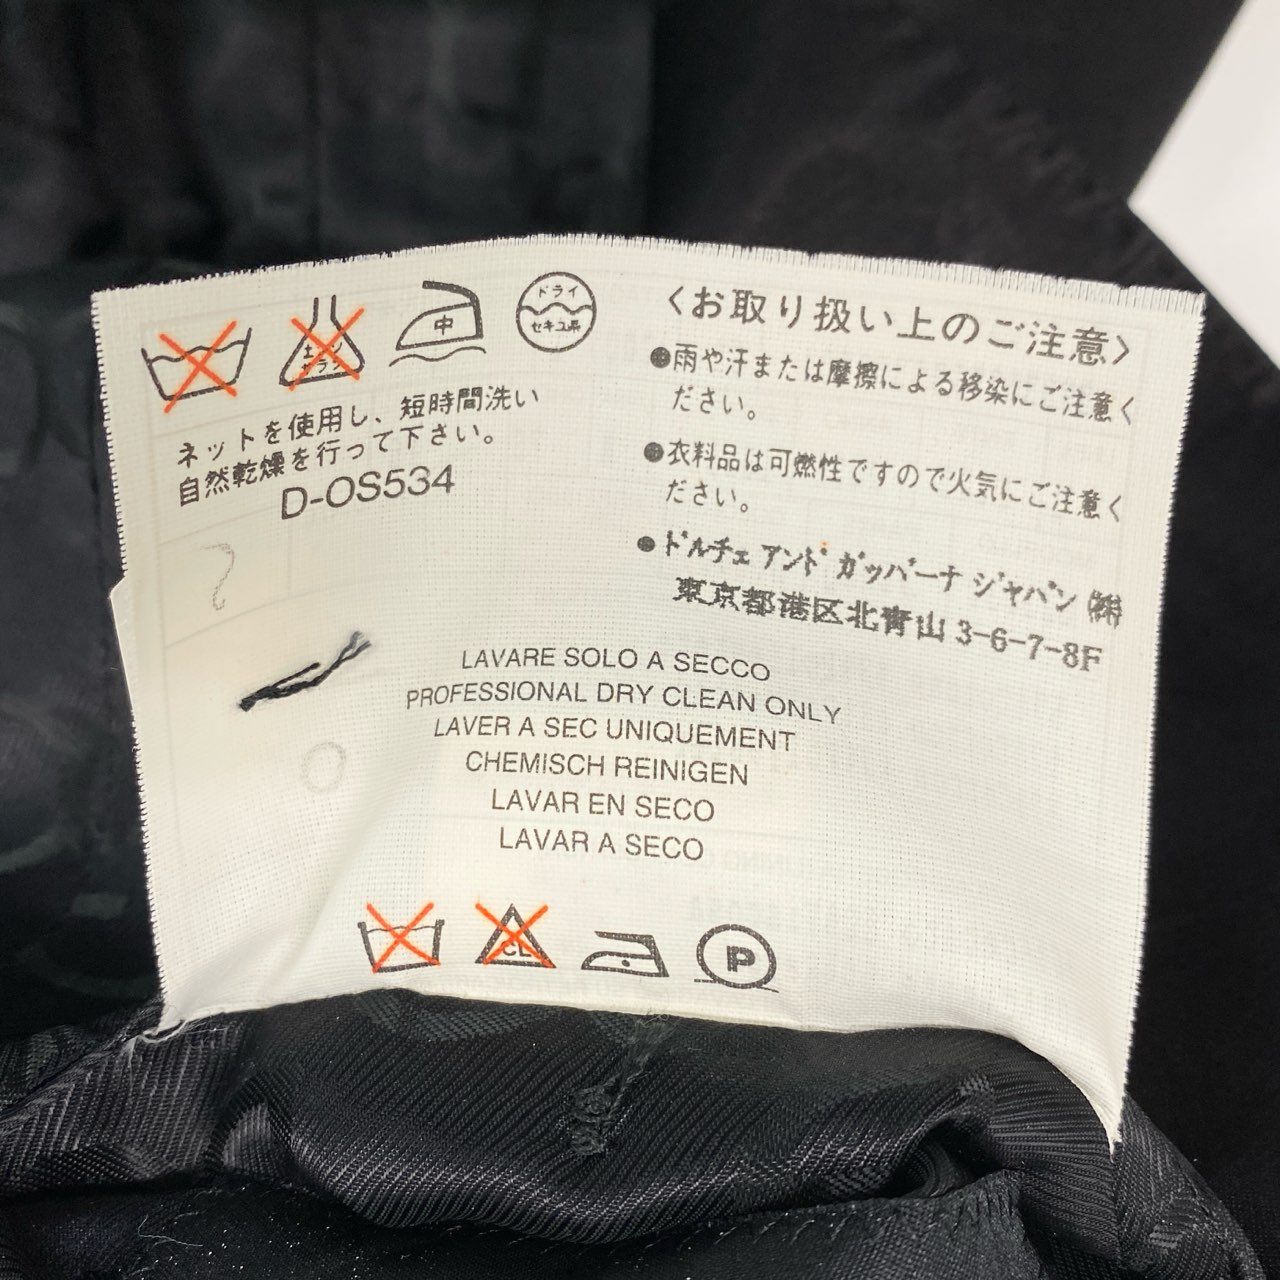 エンソ
サラシ
中
ドライ
セキユ系
ネットを使用し、短時間洗い
自然乾燥を行って下さい。
D-OS534
〈お取り扱い上のご注意〉
●雨や汗または摩擦による移染にご注意く
ださい。
●衣料品は可燃性ですので火気にご注意く
ださい。
●ドルチェ アンド ガッバーナ ジャパン ㈱
東京都港区北青山 3-6-7-8F
LAVARE SOLO A SECCO
PROFESSIONAL DRY CLEAN ONLY
LAVER A SEC UNIQUEMENT
CHEMISCH REINIGEN
LAVAR EN SECO
LAVAR A SECO
CL
P